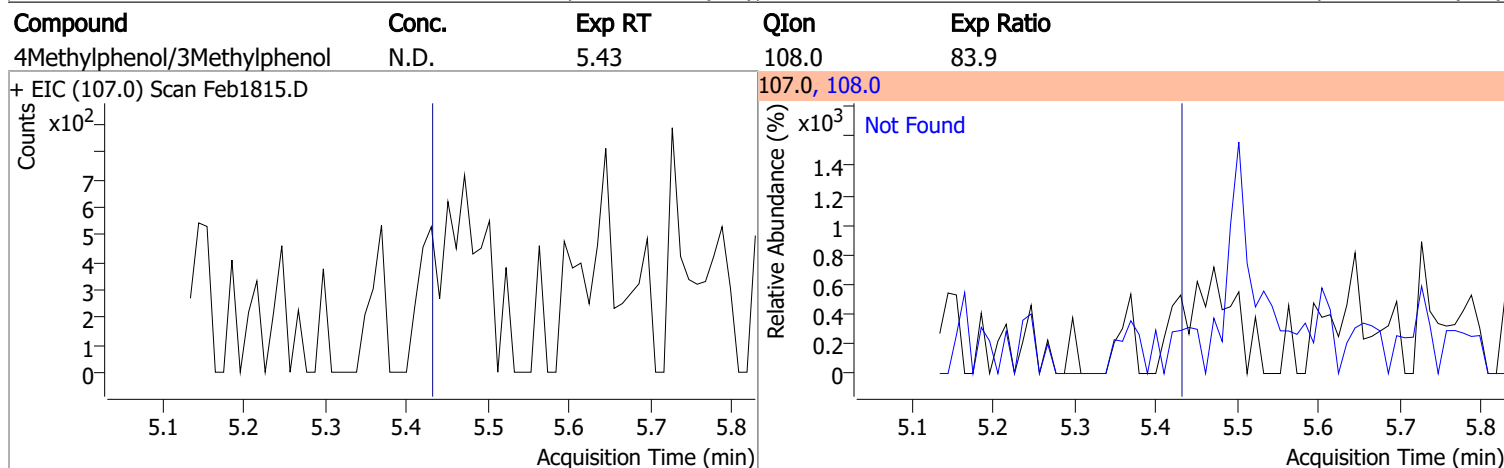 Compound Conc. Exp RT QIon Exp Ratio
4Methylphenol/3Methylphenol N.D. 5.43 108.0 83.9
+ EIC (107.0) Scan Feb1815.D
107.0, 108.0
Counts
x10²
7
6
5
4
3
2
1
0
5.1 5.2 5.3 5.4 5.5 5.6 5.7 5.8
Acquisition Time (min)
Relative Abundance (%)
x10³
Not Found
1.4
1.2
1
0.8
0.6
0.4
0.2
0
5.1 5.2 5.3 5.4 5.5 5.6 5.7 5.8
Acquisition Time (min)